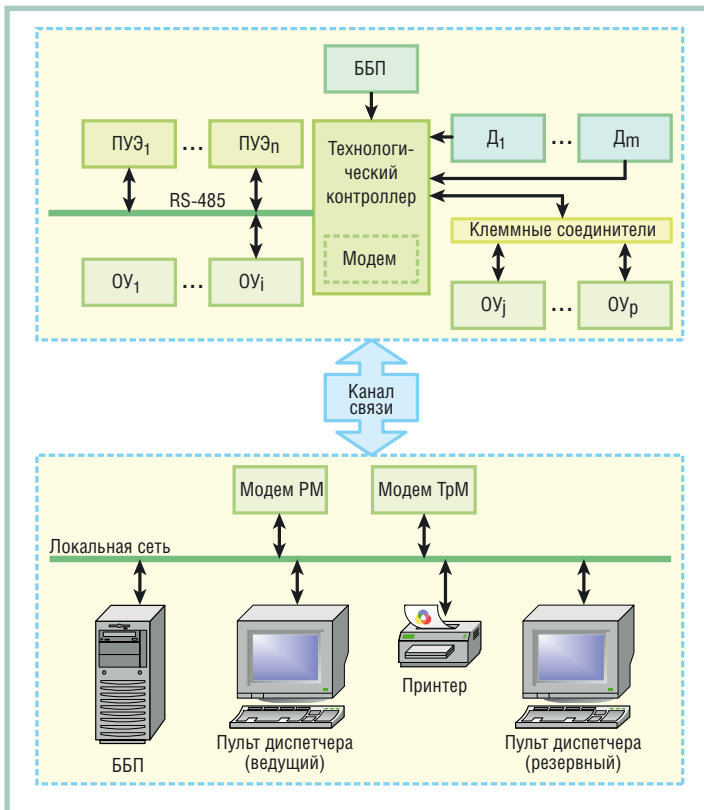 ББП
ПУЭ1 ... ПУЭn
Технологи-
ческий
контроллер
Д1 ... Дm
RS-485
Клеммные соединители
Модем
ОУ1 ... ОУi
ОУj ... ОУp
Канал
связи
Модем РМ
Модем ТрМ
Локальная сеть
Принтер
ББП
Пульт диспетчера
(ведущий)
Пульт диспетчера
(резервный)